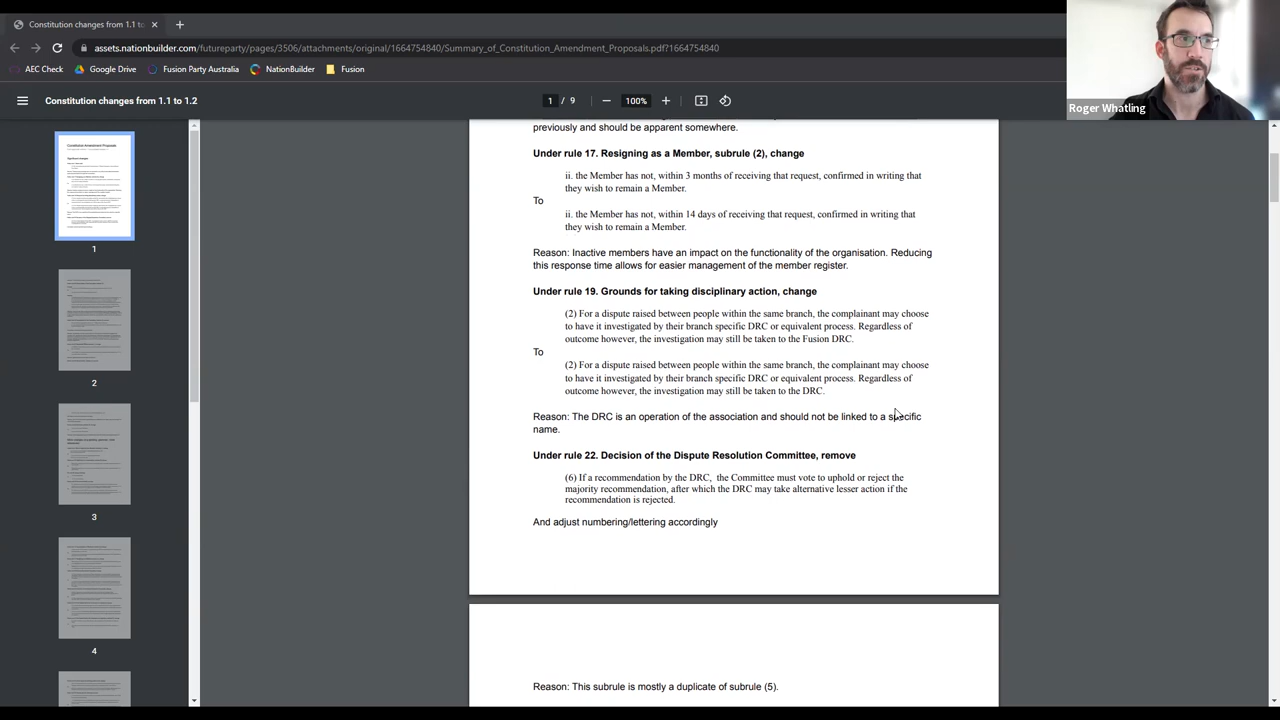 Constitution changes from 1.1 to
assets.nationbuilder.com/futureparty/pages/3506/attachments/original/1664754840/Summary_of_Constitution_Amendment_Proposals.pdf?1664754840
AEC Check
Google Drive
Fusion Party Australia
NationBuilder
Fusion
Constitution changes from 1.1 to 1.2
1 / 9
100%
Roger Whatling
previously and should be apparent somewhere.
Under rule 17. Resigning as a Member, subrule (2), change
ii. the Member has not, within 3 months of receiving that request, confirmed in writing that
they wish to remain a Member.
To
ii. the Member has not, within 14 days of receiving that request, confirmed in writing that
they wish to remain a Member.
Reason: Inactive members have an impact on the functionality of the organisation. Reducing
this response time allows for easier management of the member register.
Under rule 19. Grounds for taking disciplinary action, change
(2) For a dispute raised between people within the same branch, the complainant may choose
to have it investigated by their branch specific DRC or equivalent process. Regardless of
outcome however, the investigation may still be taken to the Fusion DRC.
To
(2) For a dispute raised between people within the same branch, the complainant may choose
to have it investigated by their branch specific DRC or equivalent process. Regardless of
outcome however, the investigation may still be taken to the DRC.
Reason: The DRC is an operation of the association and should not be linked to a specific
name.
Under rule 22. Decision of the Dispute Resolution Committee, remove
(6) If a recommendation by the DRC, the Committee must vote to uphold or reject the
majority recommendation, after which the DRC may take alternative lesser action if the
recommendation is rejected.
And adjust numbering/lettering accordingly
Reason: This subrule is mostly a duplicate of subrule (5).
1
2
3
4